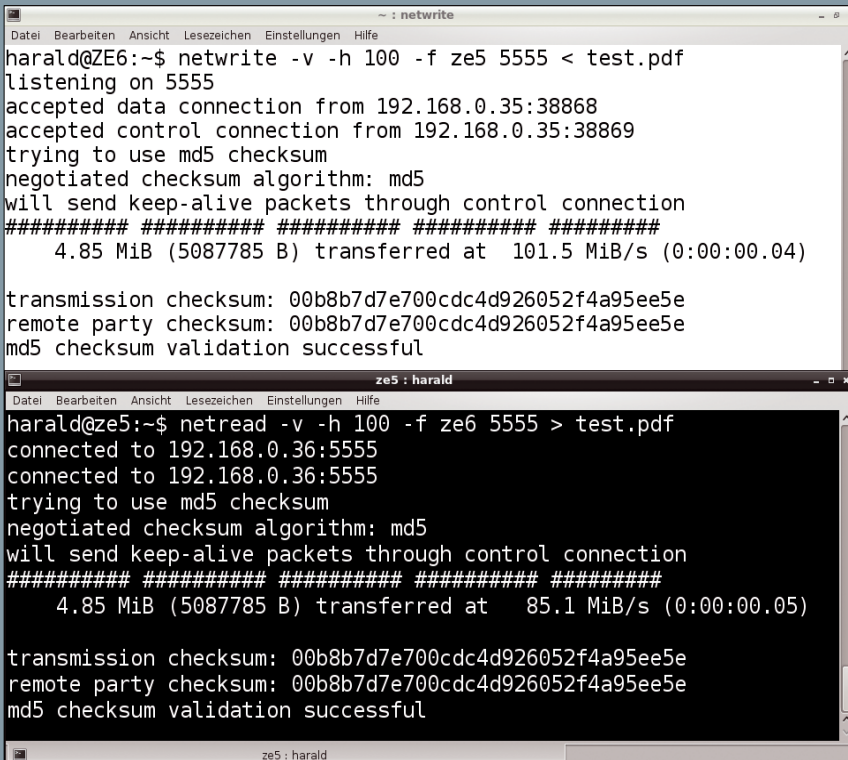 ~ : netwrite
Datei Bearbeiten Ansicht Lesezeichen Einstellungen Hilfe
harald@ZE6:~$ netwrite -v -h 100 -f ze5 5555 < test.pdf
listening on 5555
accepted data connection from 192.168.0.35:38868
accepted control connection from 192.168.0.35:38869
trying to use md5 checksum
negotiated checksum algorithm: md5
will send keep-alive packets through control connection
########## ########## ########## ########## #########
    4.85 MiB (5087785 B) transferred at  101.5 MiB/s (0:00:00.04)

transmission checksum: 00b8b7d7e700cdc4d926052f4a95ee5e
remote party checksum: 00b8b7d7e700cdc4d926052f4a95ee5e
md5 checksum validation successful
ze5 : harald
Datei Bearbeiten Ansicht Lesezeichen Einstellungen Hilfe
harald@ze5:~$ netread -v -h 100 -f ze6 5555 > test.pdf
connected to 192.168.0.36:5555
connected to 192.168.0.36:5555
trying to use md5 checksum
negotiated checksum algorithm: md5
will send keep-alive packets through control connection
########## ########## ########## ########## #########
    4.85 MiB (5087785 B) transferred at   85.1 MiB/s (0:00:00.05)

transmission checksum: 00b8b7d7e700cdc4d926052f4a95ee5e
remote party checksum: 00b8b7d7e700cdc4d926052f4a95ee5e
md5 checksum validation successful
ze5 : harald